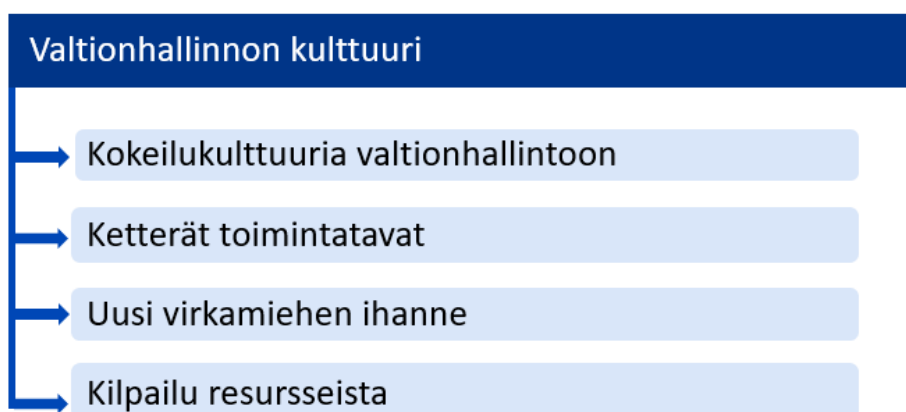 Valtionhallinnon kulttuuri
Kokeilukulttuuria valtionhallintoon
Ketterät toimintatavat
Uusi virkamiehen ihanne
Kilpailu resursseista